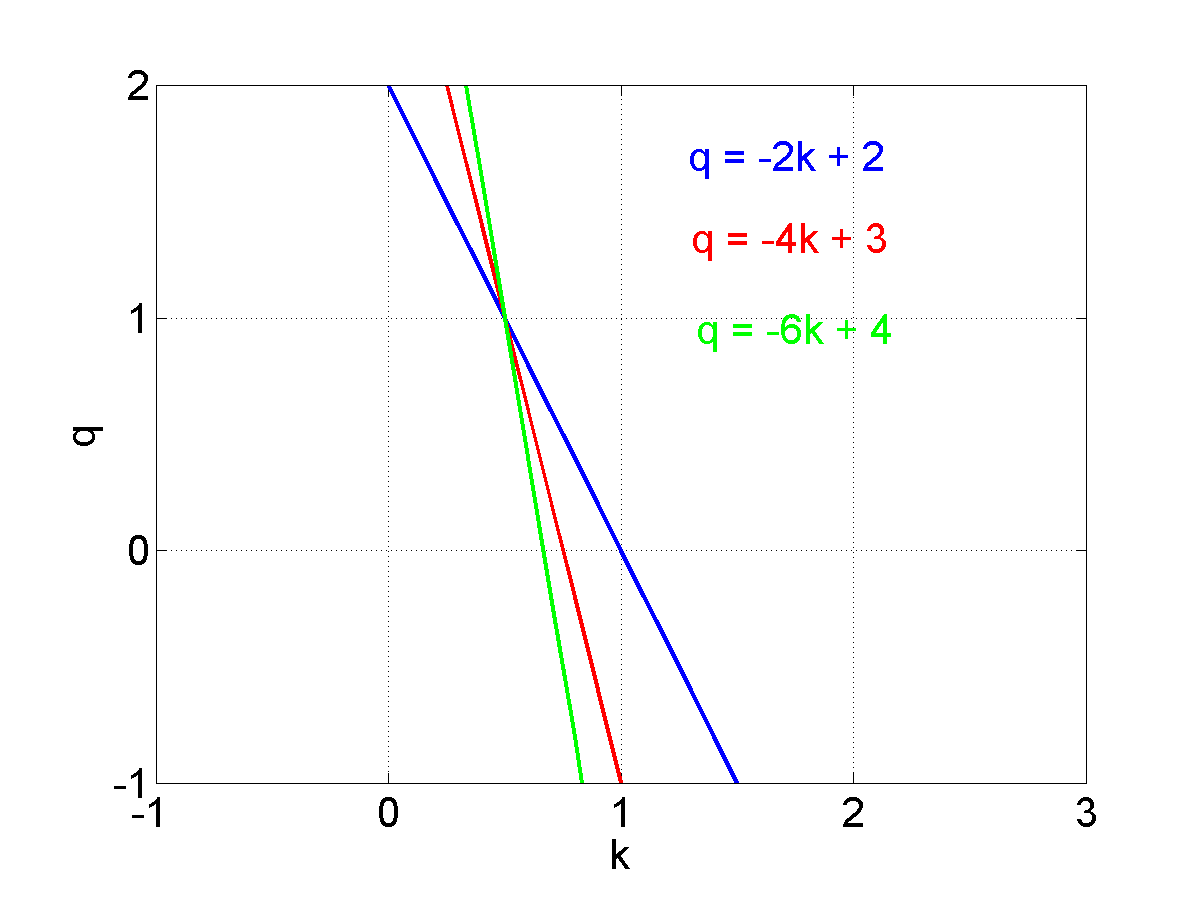 2
q = -2k + 2
q = -4k + 3
1
q = -6k + 4
q
0
-1
-1 0 1 2 3
k